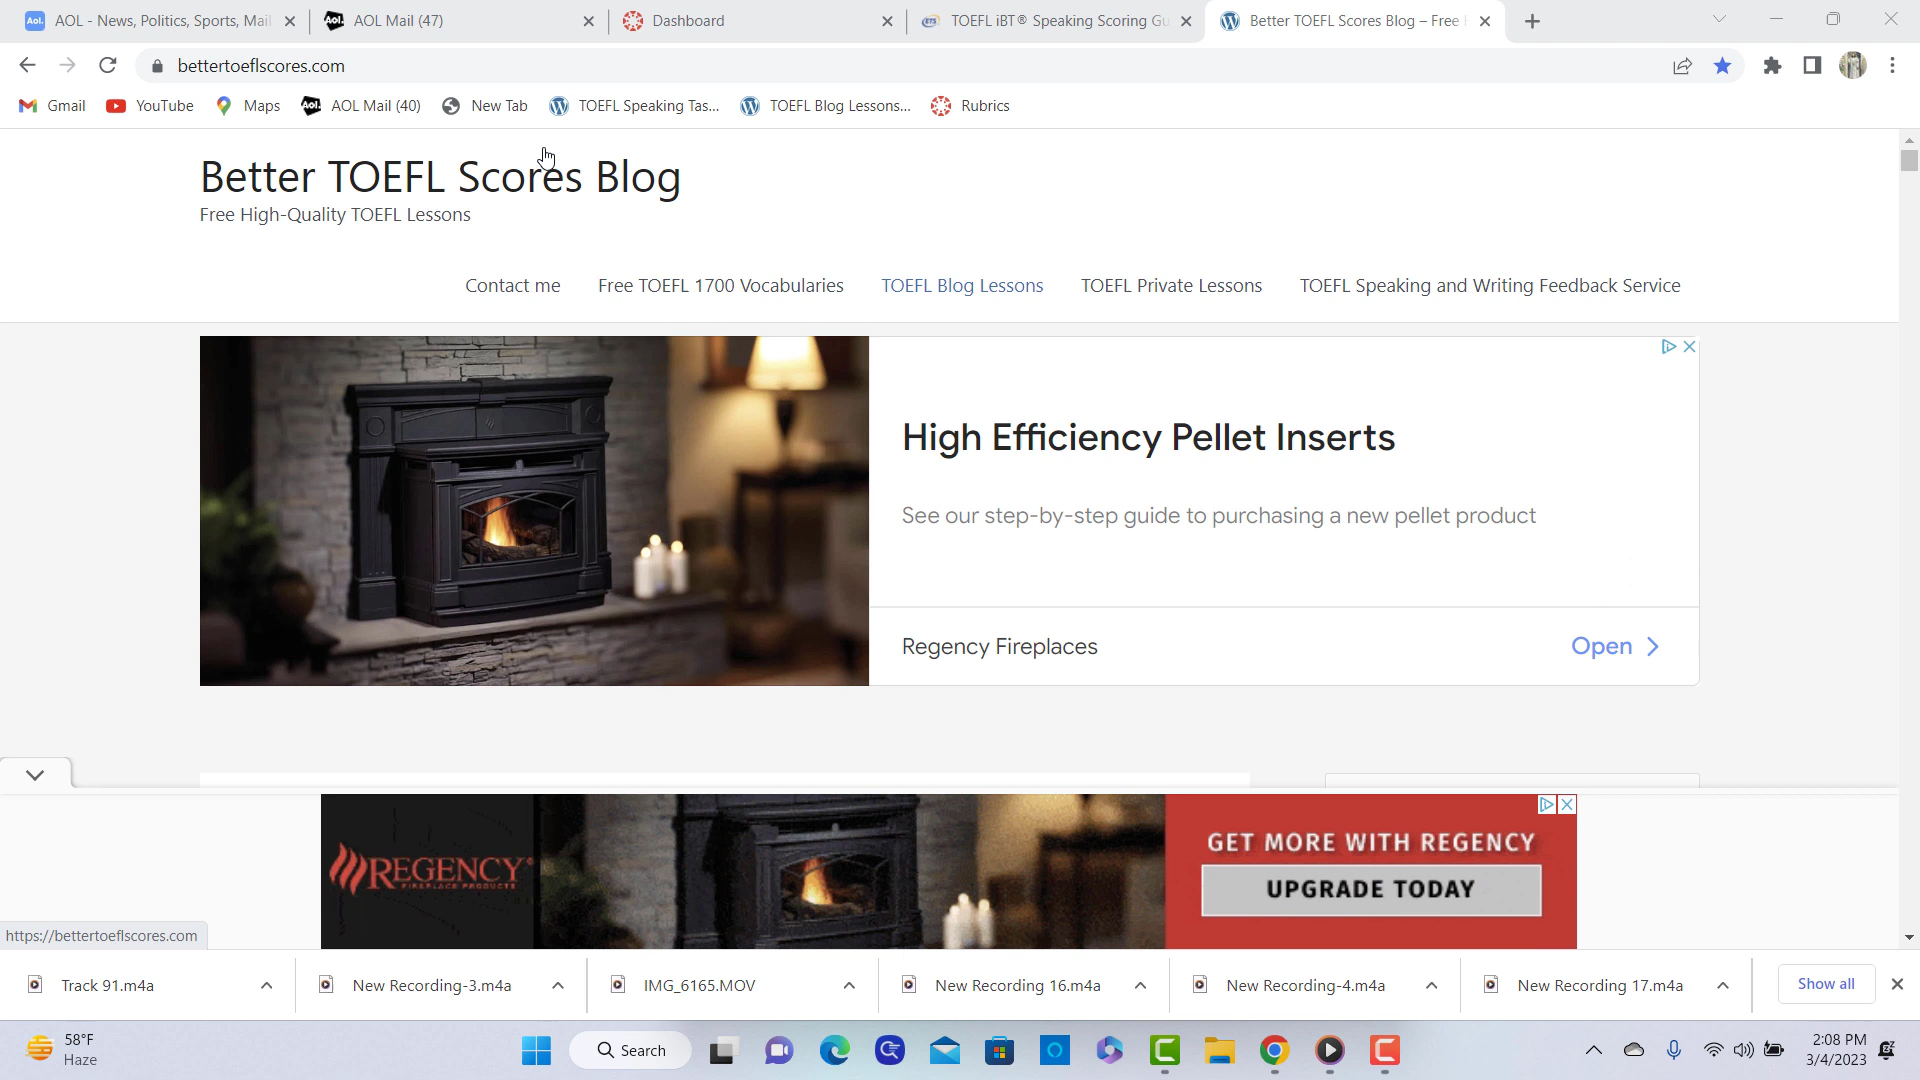 AOL - News, Politics, Sports, Mail
AOL Mail (47)
Dashboard
TOEFL iBT® Speaking Scoring Gu
Better TOEFL Scores Blog – Free
bettertoeflscores.com
Gmail
YouTube
Maps
AOL Mail (40)
New Tab
TOEFL Speaking Tas...
TOEFL Blog Lessons...
Rubrics
Better TOEFL Scores Blog
Free High-Quality TOEFL Lessons
Contact me
Free TOEFL 1700 Vocabularies
TOEFL Blog Lessons
TOEFL Private Lessons
TOEFL Speaking and Writing Feedback Service
High Efficiency Pellet Inserts
See our step-by-step guide to purchasing a new pellet product
Regency Fireplaces
Open
REGENCY
FIREPLACE PRODUCTS
GET MORE WITH REGENCY
UPGRADE TODAY
https://bettertoeflscores.com
Track 91.m4a
New Recording-3.m4a
IMG_6165.MOV
New Recording 16.m4a
New Recording-4.m4a
New Recording 17.m4a
Show all
58°F
Haze
Search
2:08 PM
3/4/2023